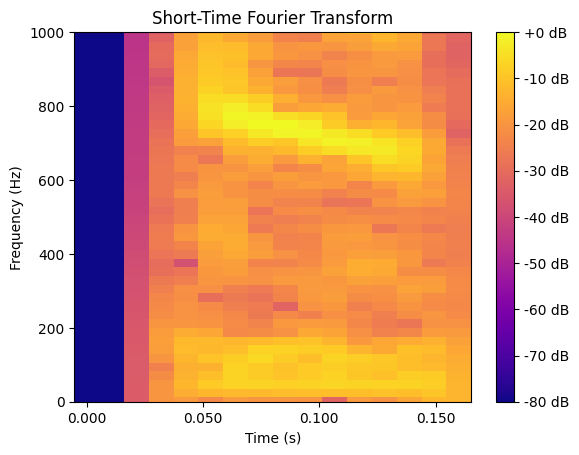 Short-Time Fourier Transform
1000
800
600
400
200
0
Frequency (Hz)
0.000
0.050
0.100
0.150
Time (s)
+0 dB
-10 dB
-20 dB
-30 dB
-40 dB
-50 dB
-60 dB
-70 dB
-80 dB